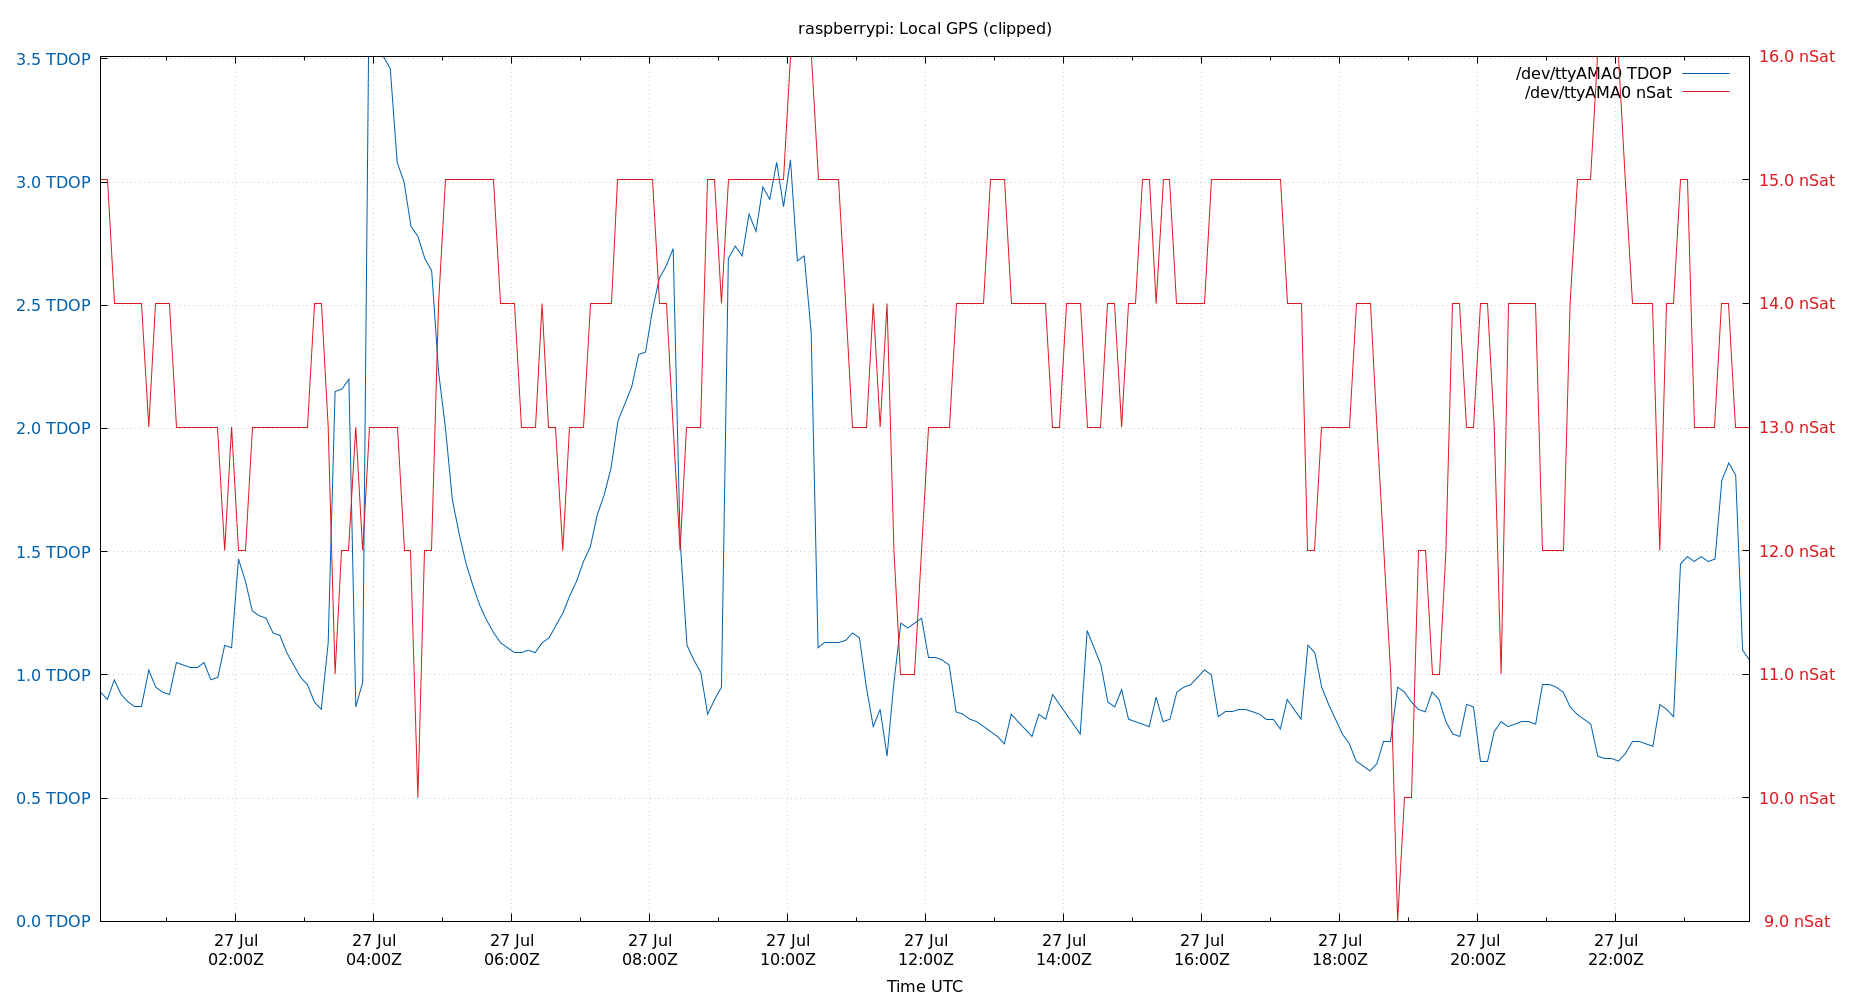 raspberrypi: Local GPS (clipped)
3.5 TDOP
3.0 TDOP
2.5 TDOP
2.0 TDOP
1.5 TDOP
1.0 TDOP
0.5 TDOP
0.0 TDOP
16.0 nSat
15.0 nSat
14.0 nSat
13.0 nSat
12.0 nSat
11.0 nSat
10.0 nSat
9.0 nSat
/dev/ttyAMA0 TDOP
/dev/ttyAMA0 nSat
27 Jul
02:00Z
27 Jul
04:00Z
27 Jul
06:00Z
27 Jul
08:00Z
27 Jul
10:00Z
27 Jul
12:00Z
27 Jul
14:00Z
27 Jul
16:00Z
27 Jul
18:00Z
27 Jul
20:00Z
27 Jul
22:00Z
Time UTC